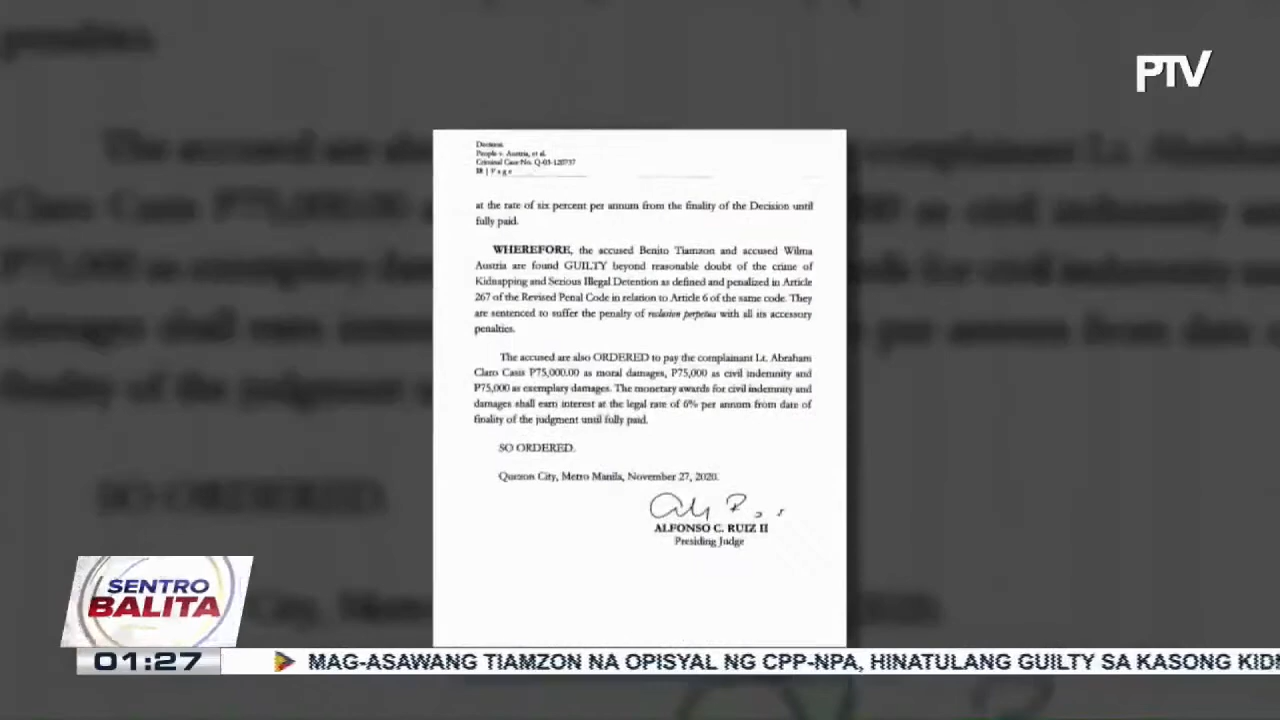 PTV
Decision
People v. Austria, et al.
Criminal Case No. Q-03-120737
18 | P a g e
at the rate of six percent per annum from the finality of the Decision until
fully paid.
WHEREFORE, the accused Benito Tiamzon and accused Wilma
Austria are found GUILTY beyond reasonable doubt of the crime of
Kidnapping and Serious Illegal Detention as defined and penalized in Article
267 of the Revised Penal Code in relation to Article 6 of the same code. They
are sentenced to suffer the penalty of reclusion perpetua with all its accessory
penalties.
The accused are also ORDERED to pay the complainant Lt. Abraham
Claro Casis P75,000.00 as moral damages, P75,000 as civil indemnity and
P75,000 as exemplary damages. The monetary awards for civil indemnity and
damages shall earn interest at the legal rate of 6% per annum from date of
finality of the judgment until fully paid.
SO ORDERED.
Quezon City, Metro Manila, November 27, 2020.
ALFONSO C. RUIZ II
Presiding Judge
SENTRO
BALITA
01:27
MAG-ASAWANG TIAMZON NA OPISYAL NG CPP-NPA, HINATULANG GUILTY SA KASONG KID